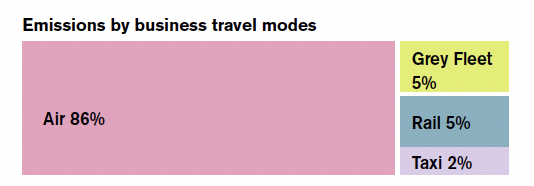 Emissions by business travel modes
Air 86%
Grey Fleet
5%
Rail 5%
Taxi 2%